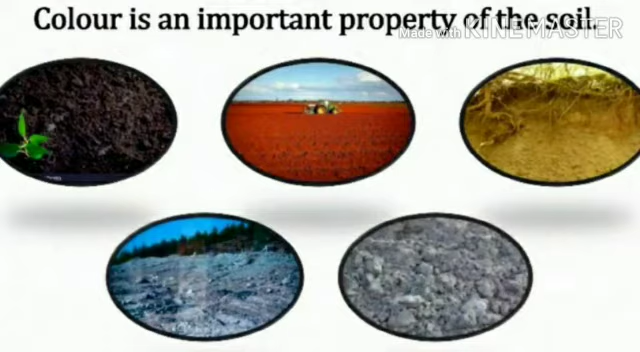 Colour is an important property of the soil.
Made with KINEMASTER